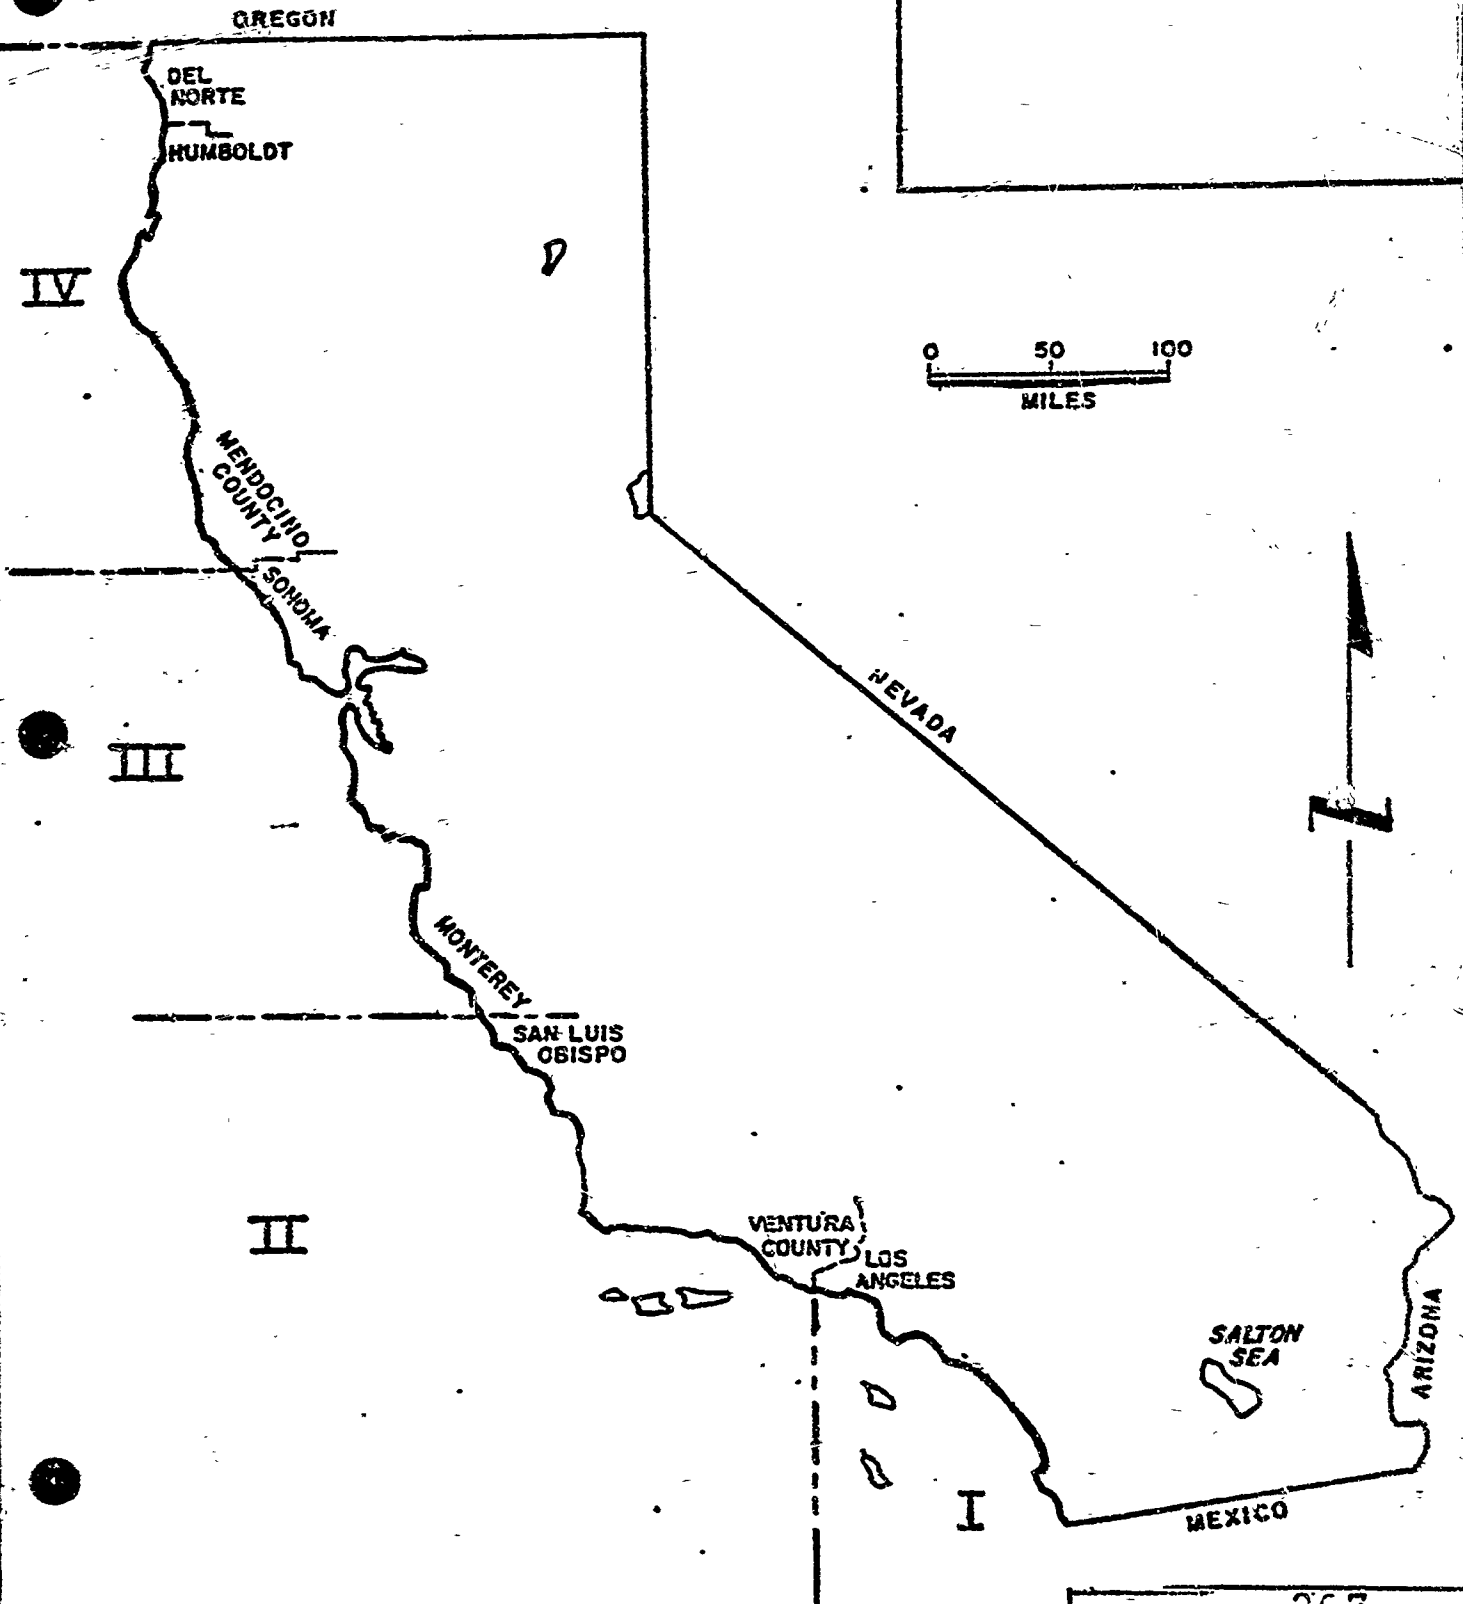 OREGON
DEL
NORTE
HUMBOLDT
IV
0 50 100
MILES
MENDOCINO
COUNTY
SONOMA
NEVADA
III
N
MONTEREY
SAN LUIS
OBISPO
II
VENTURA
COUNTY
LOS
ANGELES
SALTON
SEA
ARIZONA
I
MEXICO